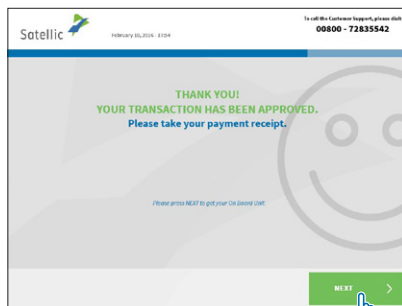 Satellic
February 10, 2016 - 17:54
To call the Customer Support, please dial:
00800 - 72835542
THANK YOU!
YOUR TRANSACTION HAS BEEN APPROVED.
Please take your payment receipt.
Please press NEXT to get your On Board Unit.
NEXT